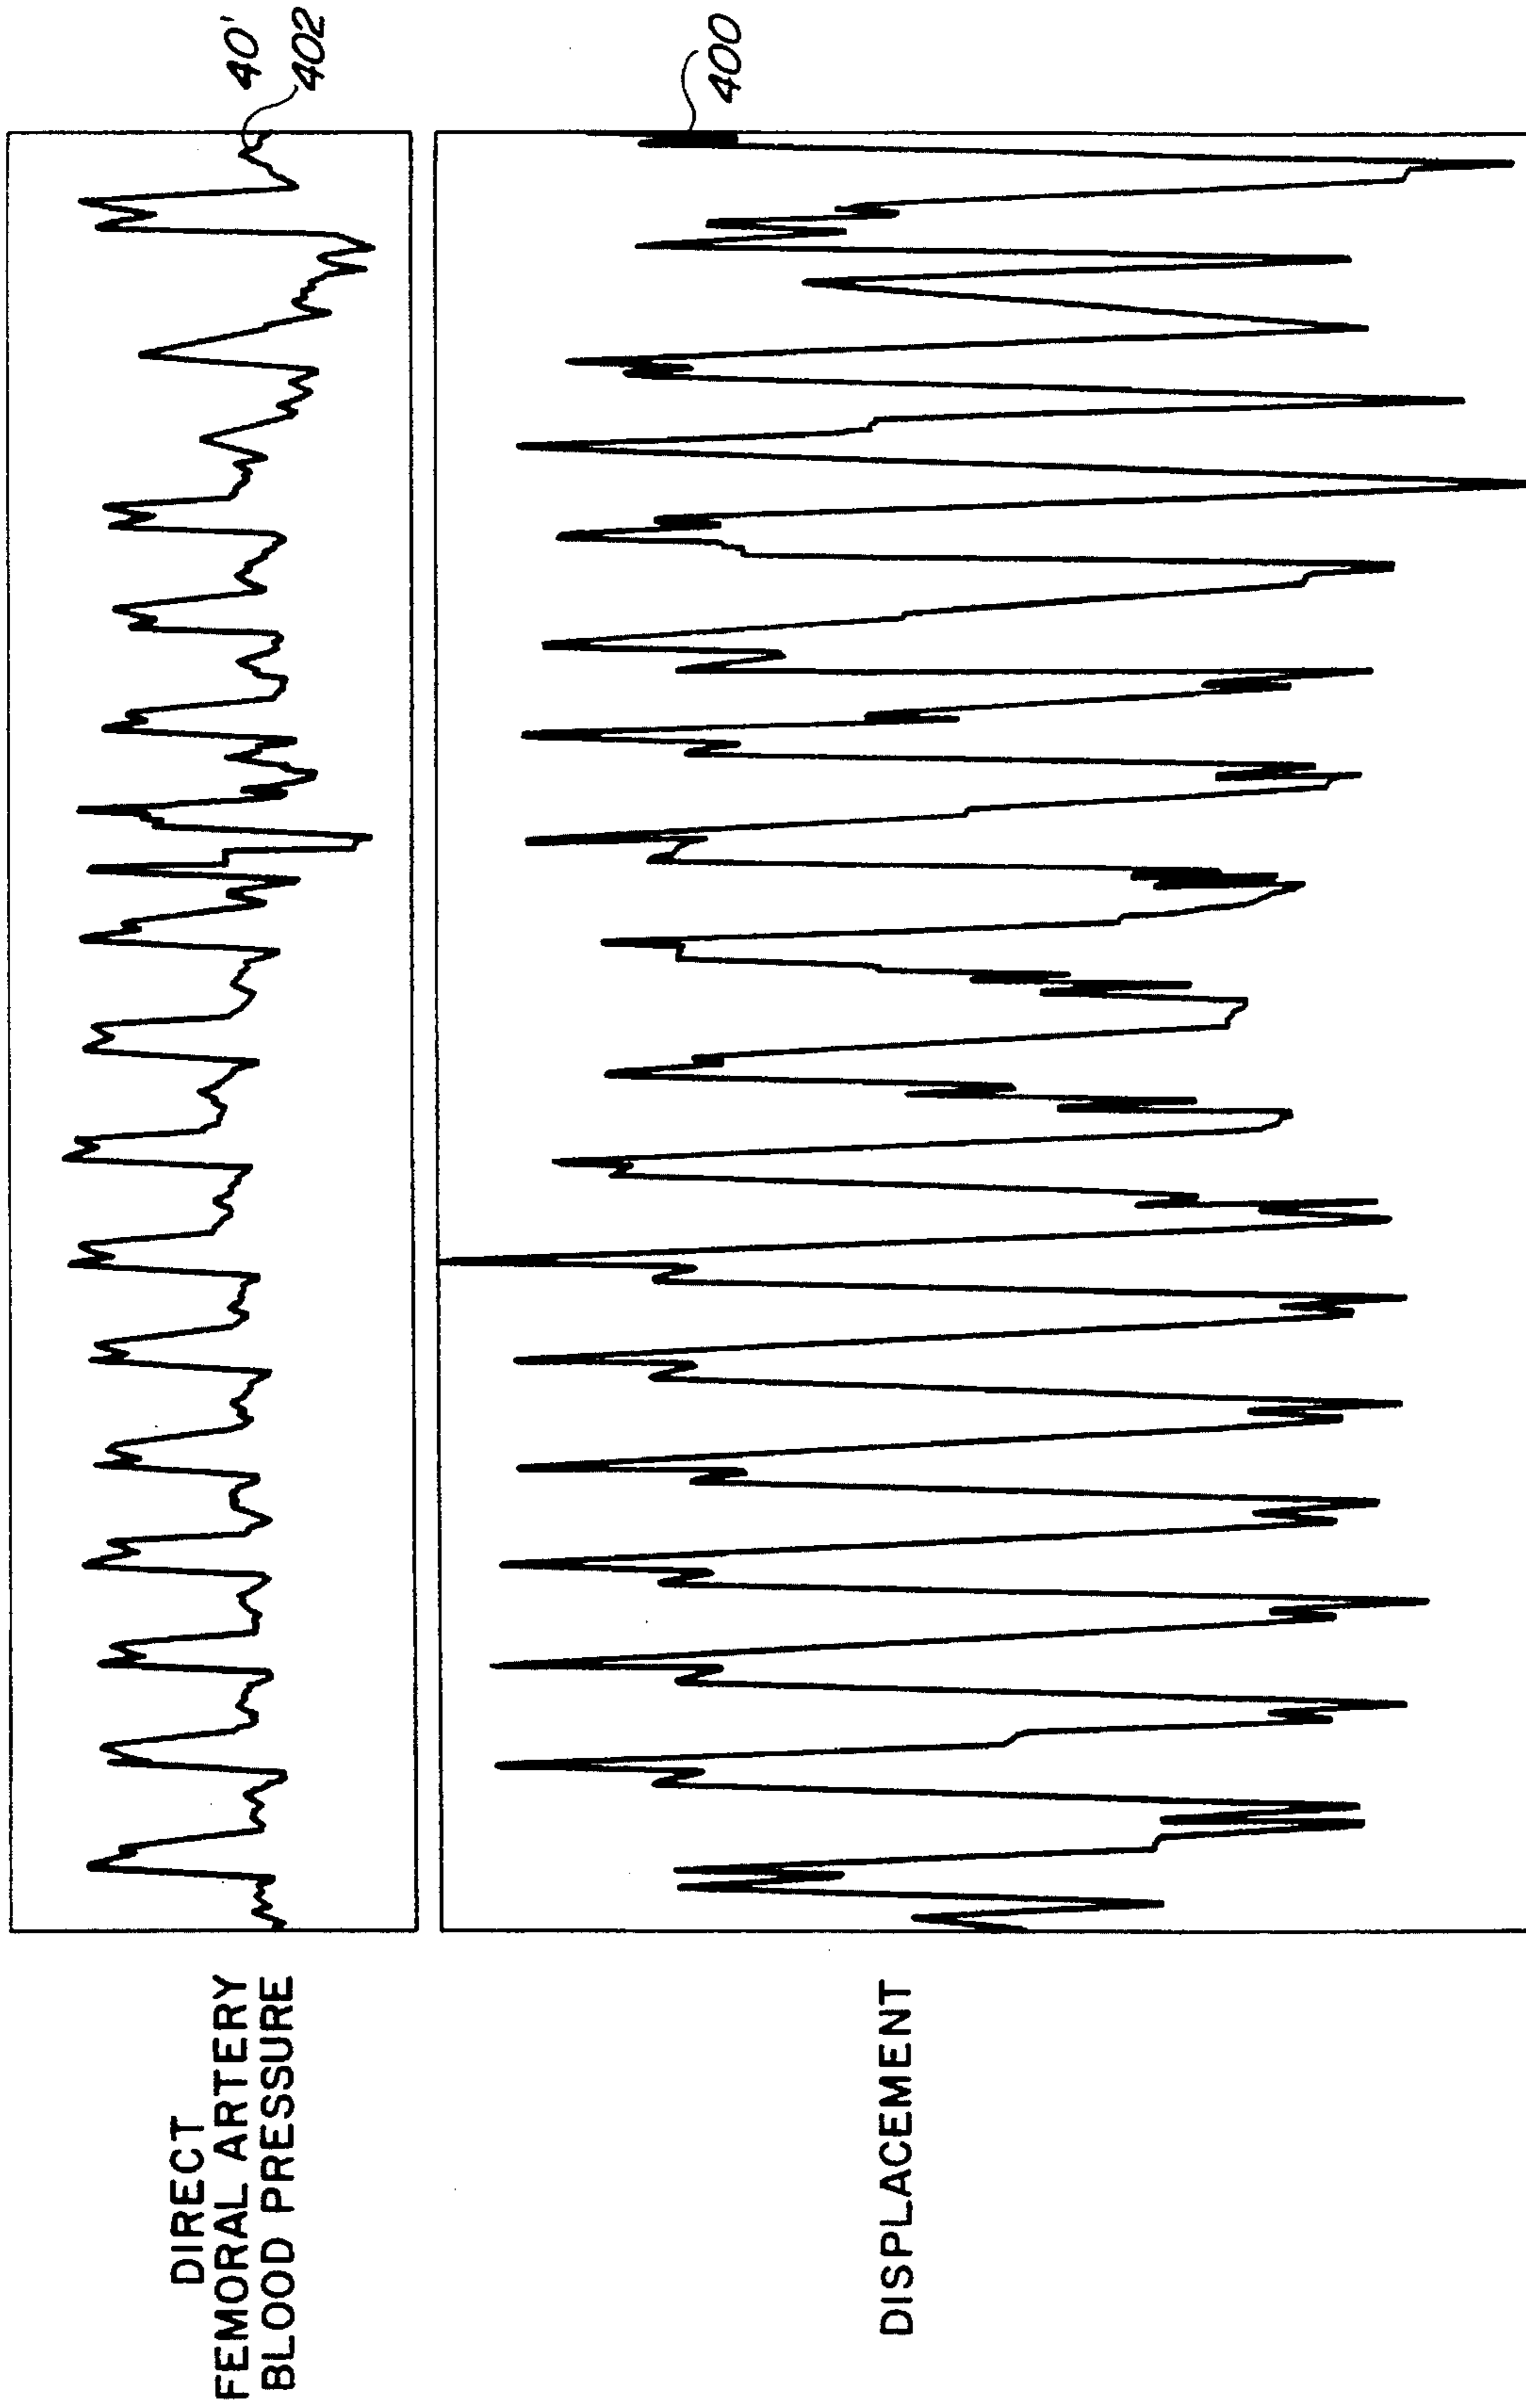 DIRECT
FEMORAL ARTERY
BLOOD PRESSURE
40'
402
DISPLACEMENT
400